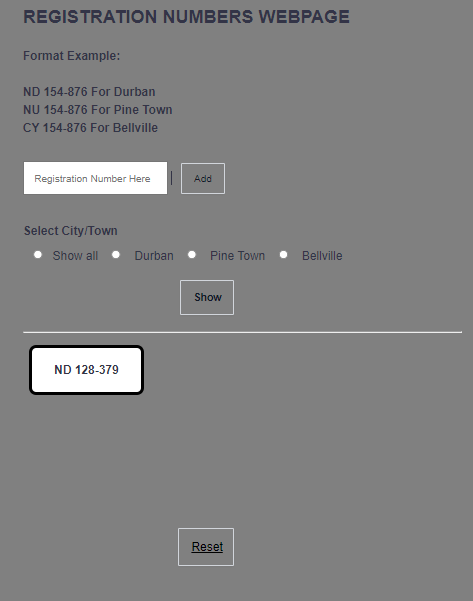 REGISTRATION NUMBERS WEBPAGE
Format Example:
ND 154-876 For Durban
NU 154-876 For Pine Town
CY 154-876 For Bellville
Registration Number Here | Add
Select City/Town
Show all Durban Pine Town Bellville
Show
ND 128-379
Reset